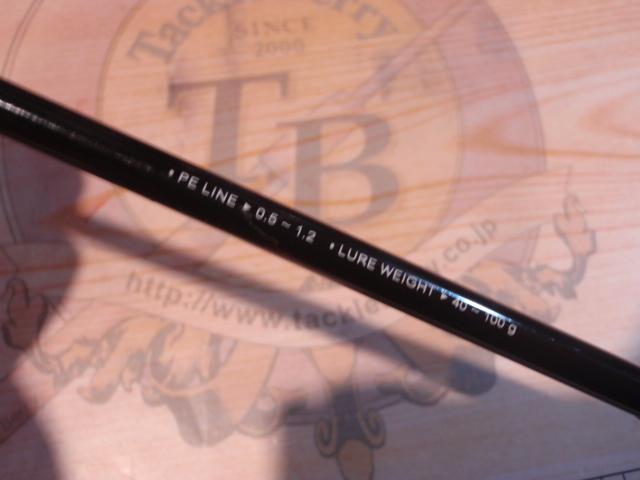 Tackle Berry
SINCE
2000
TB
• PE LINE ▸ 0.6 ~ 1.2 • LURE WEIGHT ▸ 40 ~ 100 g
http://www.tackleberry.co.jp